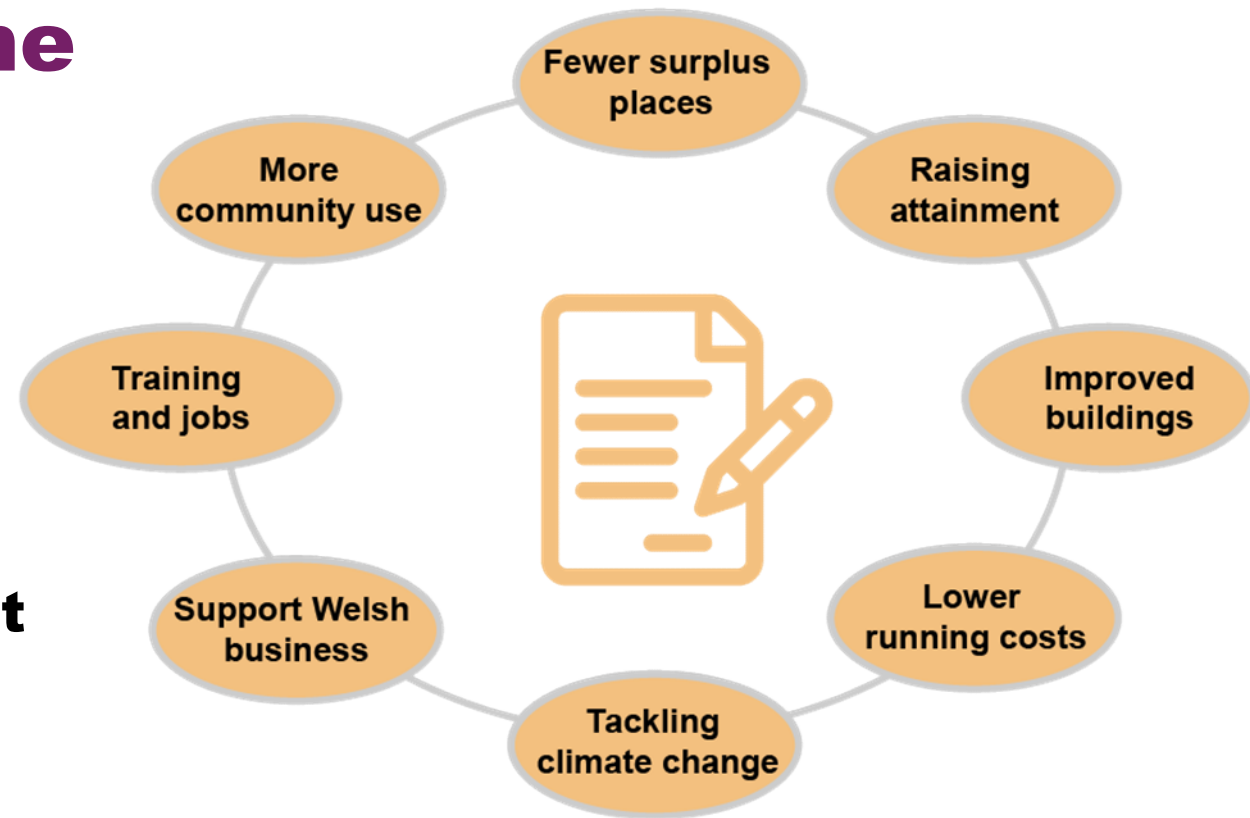 ne
Fewer surplus
places
Raising
attainment
Improved
buildings
Lower
running costs
Tackling
climate change
Support Welsh
business
Training
and jobs
More
community use
t